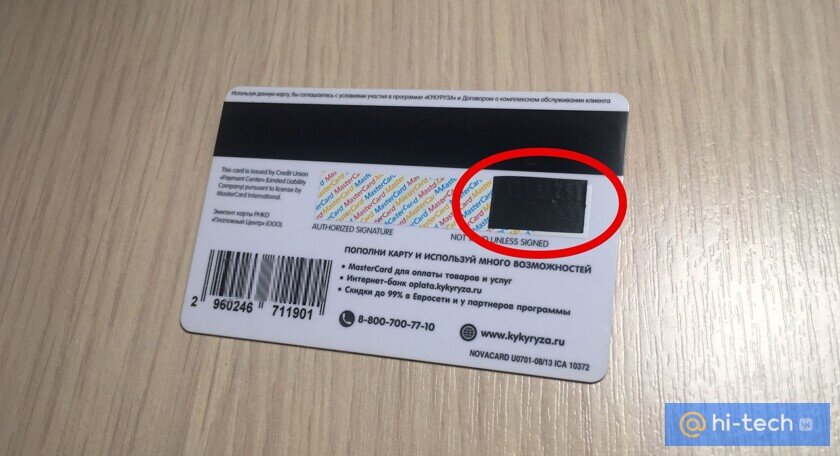 Используя данную карту, Вы соглашаетесь с условиями участия в программе «КУКУРУЗА» и Договором о комплексном обслуживании клиента
This card is issued by Credit Union
«Payment Center» (Limited Liability
Company) pursuant to license by
MasterCard International.
Эмитент карты РНКО
«Платежный Центр» (ООО).
AUTHORIZED SIGNATURE
UNLESS SIGNED
ПОПОЛНИ КАРТУ И ИСПОЛЬЗУЙ МНОГО ВОЗМОЖНОСТЕЙ
• MasterCard для оплаты товаров и услуг
• Интернет-банк oplata.kykyryza.ru
• Скидки до 99% в Евросети и у партнеров программы
2 960246 711901
8-800-700-77-10
www.kykyryza.ru
NOVACARD U0701-08/13 ICA 10372
@hi-tech